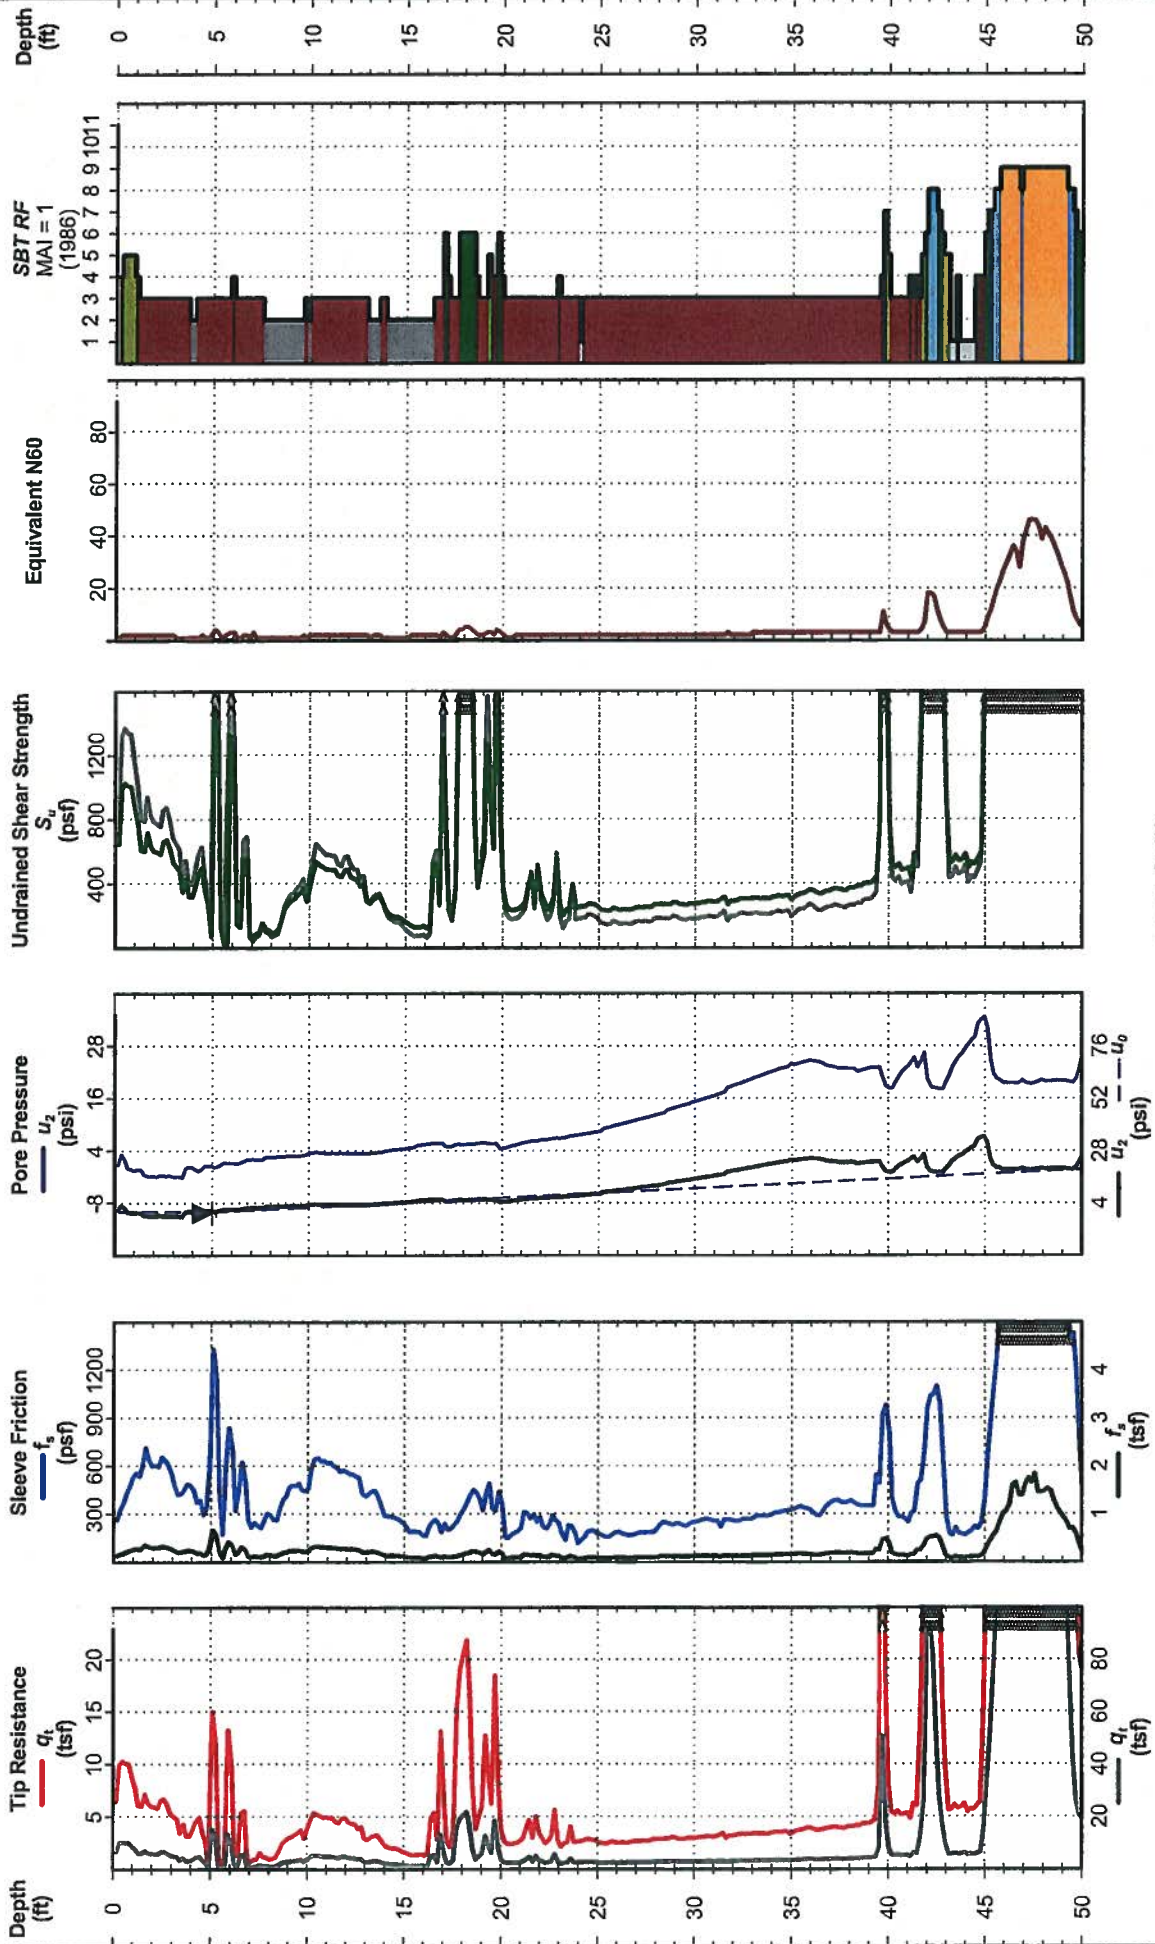 Depth
(ft)
0
5
10
15
20
25
30
35
40
45
50
SBT RF
MAI = 1
(1986)
1 2 3 4 5 6 7 8 9 10 11
Equivalent N60
20
40
60
80
Undrained Shear Strength
Su
(psf)
400
800
1200
Pore Pressure
u2
(psi)
-8
4
16
28
4
28
52
76
u2
u0
(psi)
Sleeve Friction
fs
(psf)
300
600
900
1200
1
2
3
4
fs
(tsf)
Tip Resistance
qt
(tsf)
5
10
15
20
20
40
60
80
qt
(tsf)
Depth
(ft)
0
5
10
15
20
25
30
35
40
45
50